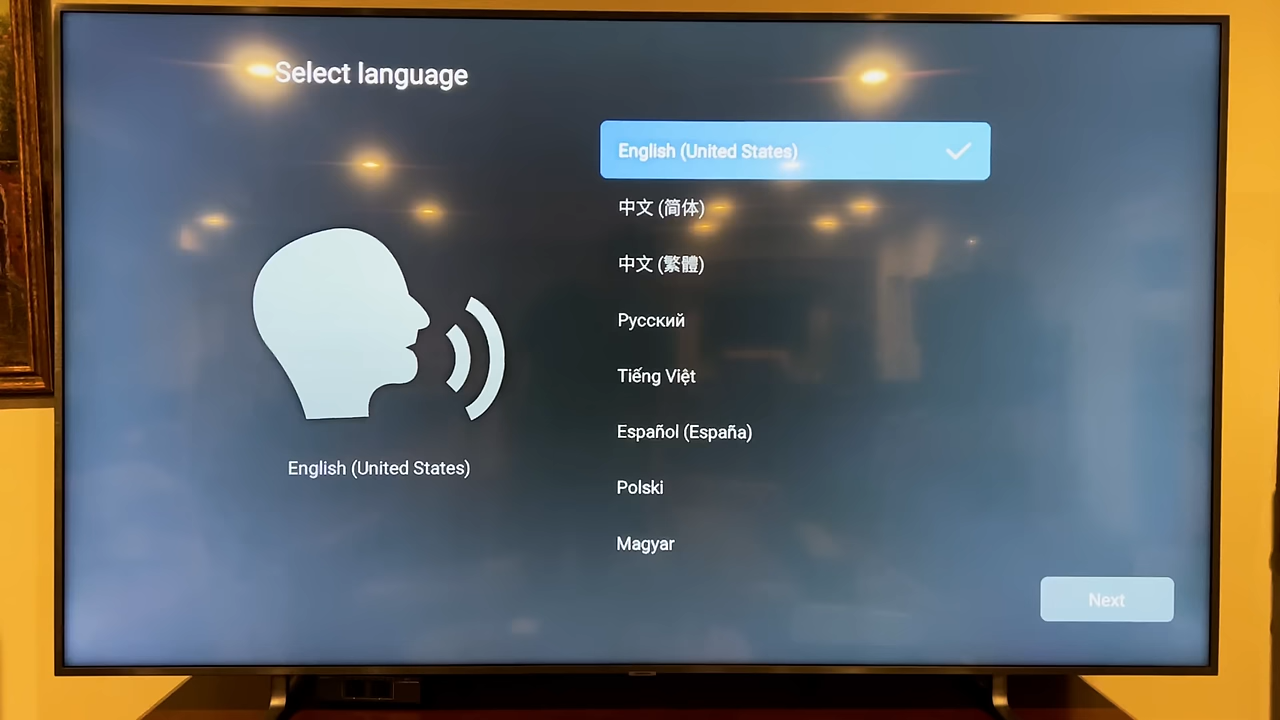 Select language
English (United States)
中文 (简体)
中文 (繁體)
Русский
Tiếng Việt
Español (España)
Polski
Magyar
English (United States)
Next